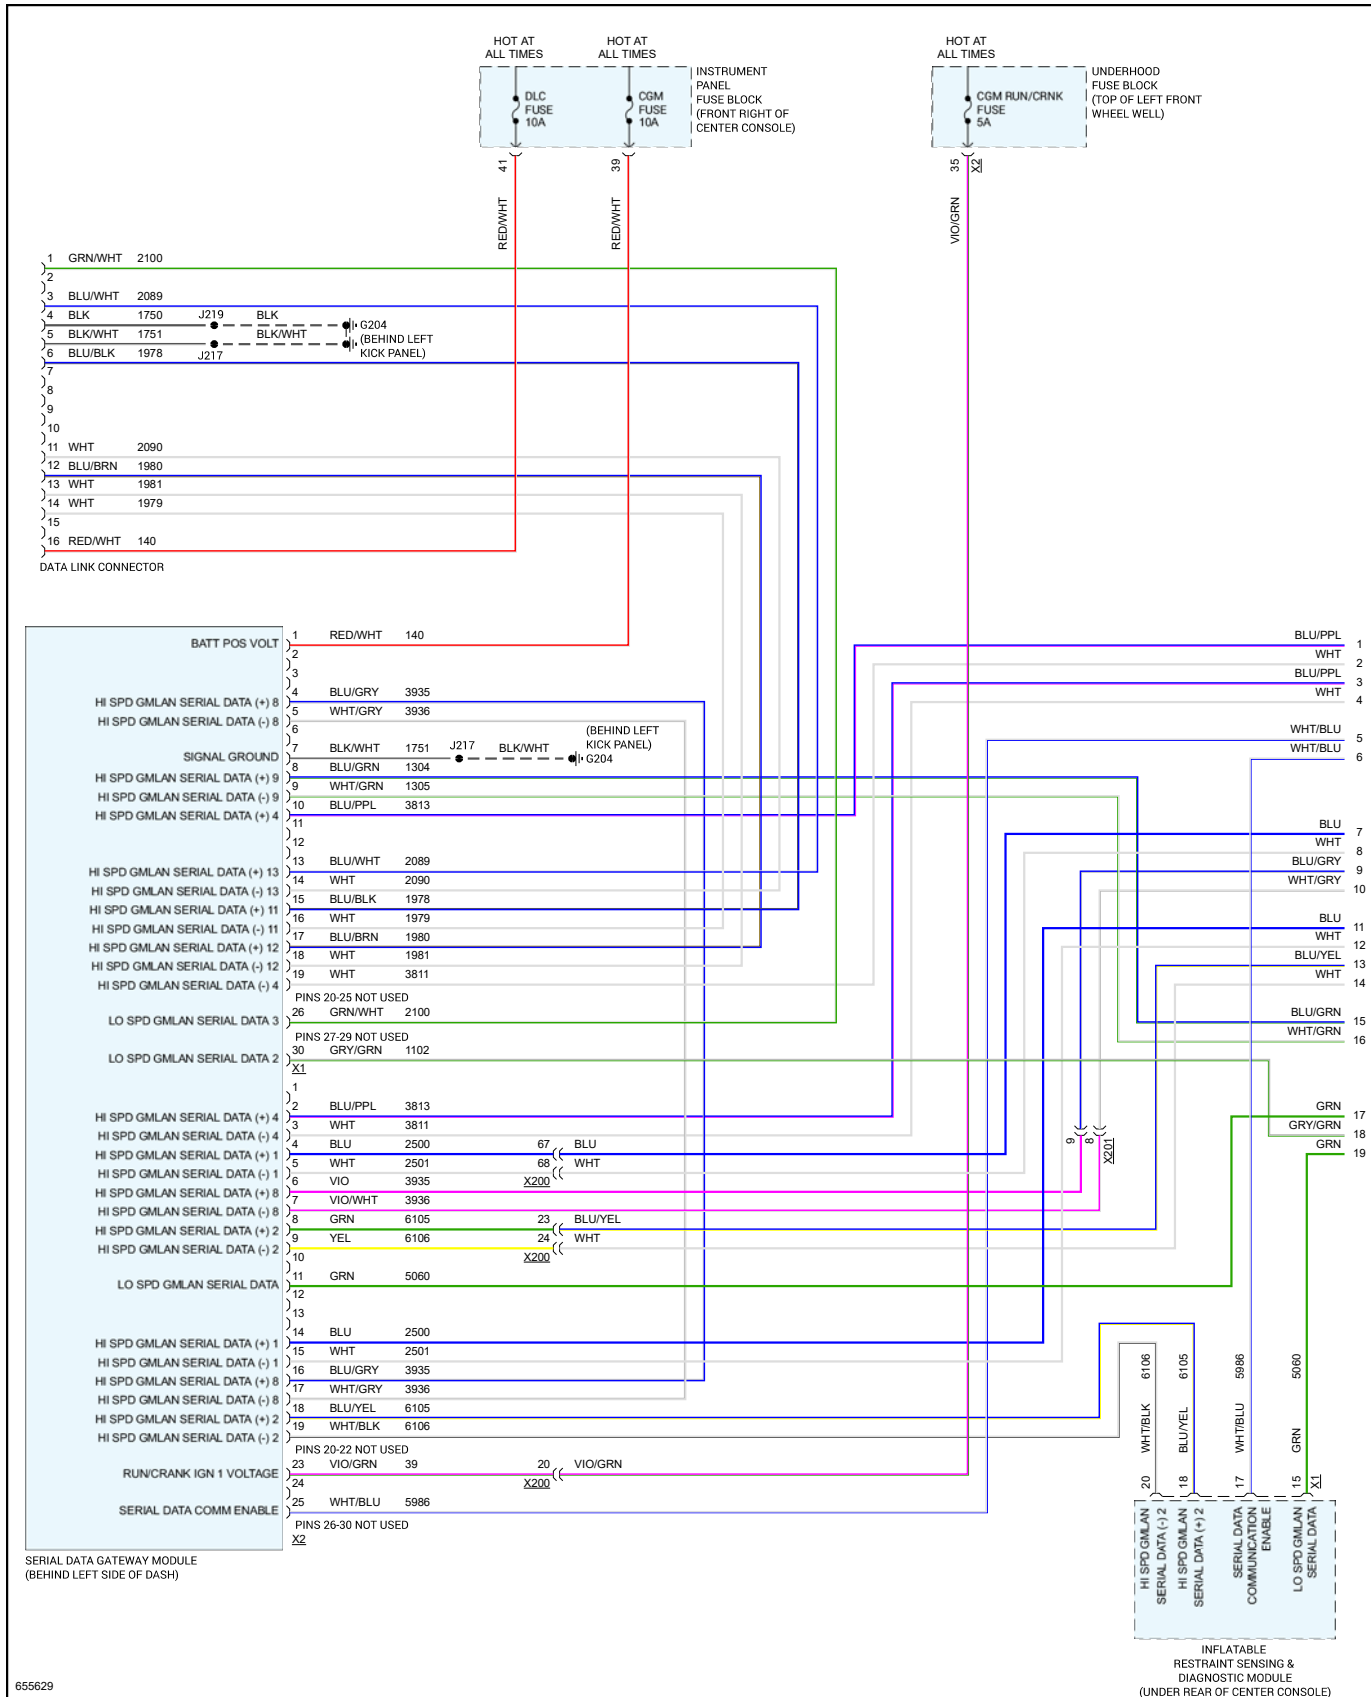 HOT AT
ALL TIMES
HOT AT
ALL TIMES
HOT AT
ALL TIMES
DLC
FUSE
10A
CGM
FUSE
10A
INSTRUMENT
PANEL
FUSE BLOCK
(FRONT RIGHT OF
CENTER CONSOLE)
CGM RUN/CRNK
FUSE
5A
UNDERHOOD
FUSE BLOCK
(TOP OF LEFT FRONT
WHEEL WELL)
41
39
35
X2
RED/WHT
RED/WHT
VIO/GRN
1 GRN/WHT 2100
2
3 BLU/WHT 2089
4 BLK 1750 J219 BLK G204
5 BLK/WHT 1751 J217 BLK/WHT
(BEHIND LEFT
KICK PANEL)
6 BLU/BLK 1978
7
8
9
10
11 WHT 2090
12 BLU/BRN 1980
13 WHT 1981
14 WHT 1979
15
16 RED/WHT 140
DATA LINK CONNECTOR
BATT POS VOLT 1 RED/WHT 140
2
3
HI SPD GMLAN SERIAL DATA (+) 8 4 BLU/GRY 3935
HI SPD GMLAN SERIAL DATA (-) 8 5 WHT/GRY 3936
6
SIGNAL GROUND 7 BLK/WHT 1751 J217 BLK/WHT G204
(BEHIND LEFT
KICK PANEL)
HI SPD GMLAN SERIAL DATA (+) 9 8 BLU/GRN 1304
HI SPD GMLAN SERIAL DATA (-) 9 9 WHT/GRN 1305
HI SPD GMLAN SERIAL DATA (+) 4 10 BLU/PPL 3813
11
12
HI SPD GMLAN SERIAL DATA (+) 13 13 BLU/WHT 2089
HI SPD GMLAN SERIAL DATA (-) 13 14 WHT 2090
HI SPD GMLAN SERIAL DATA (+) 11 15 BLU/BLK 1978
HI SPD GMLAN SERIAL DATA (-) 11 16 WHT 1979
HI SPD GMLAN SERIAL DATA (+) 12 17 BLU/BRN 1980
HI SPD GMLAN SERIAL DATA (-) 12 18 WHT 1981
HI SPD GMLAN SERIAL DATA (-) 4 19 WHT 3811
PINS 20-25 NOT USED
LO SPD GMLAN SERIAL DATA 3 26 GRN/WHT 2100
PINS 27-29 NOT USED
LO SPD GMLAN SERIAL DATA 2 30 GRY/GRN 1102
X1
1
HI SPD GMLAN SERIAL DATA (+) 4 2 BLU/PPL 3813
HI SPD GMLAN SERIAL DATA (-) 4 3 WHT 3811
HI SPD GMLAN SERIAL DATA (+) 1 4 BLU 2500 67 BLU
HI SPD GMLAN SERIAL DATA (-) 1 5 WHT 2501 68 WHT
X200
HI SPD GMLAN SERIAL DATA (+) 8 6 VIO 3935
HI SPD GMLAN SERIAL DATA (-) 8 7 VIO/WHT 3936
HI SPD GMLAN SERIAL DATA (+) 2 8 GRN 6105 23 BLU/YEL
HI SPD GMLAN SERIAL DATA (-) 2 9 YEL 6106 24 WHT
X200
10
LO SPD GMLAN SERIAL DATA 11 GRN 5060
12
13
HI SPD GMLAN SERIAL DATA (+) 1 14 BLU 2500
HI SPD GMLAN SERIAL DATA (-) 1 15 WHT 2501
HI SPD GMLAN SERIAL DATA (+) 8 16 BLU/GRY 3935
HI SPD GMLAN SERIAL DATA (-) 8 17 WHT/GRY 3936
HI SPD GMLAN SERIAL DATA (+) 2 18 BLU/YEL 6105
HI SPD GMLAN SERIAL DATA (-) 2 19 WHT/BLK 6106
PINS 20-22 NOT USED
RUN/CRANK IGN 1 VOLTAGE 23 VIO/GRN 39 20 VIO/GRN
X200
24
SERIAL DATA COMM ENABLE 25 WHT/BLU 5986
PINS 26-30 NOT USED
X2
SERIAL DATA GATEWAY MODULE
(BEHIND LEFT SIDE OF DASH)
BLU/PPL 1
WHT 2
BLU/PPL 3
WHT 4
WHT/BLU 5
WHT/BLU 6
BLU 7
WHT 8
BLU/GRY 9
WHT/GRY 10
BLU 11
WHT 12
BLU/YEL 13
WHT 14
BLU/GRN 15
WHT/GRN 16
GRN 17
GRY/GRN 18
GRN 19
9
8
X201
6106
6105
5986
5060
WHT/BLK
BLU/YEL
WHT/BLU
GRN
20
18
17
15
X1
HI SPD GMLAN
SERIAL DATA (-) 2
HI SPD GMLAN
SERIAL DATA (+) 2
SERIAL DATA
COMMUNICATION
ENABLE
LO SPD GMLAN
SERIAL DATA
INFLATABLE
RESTRAINT SENSING &
DIAGNOSTIC MODULE
(UNDER REAR OF CENTER CONSOLE)
655629